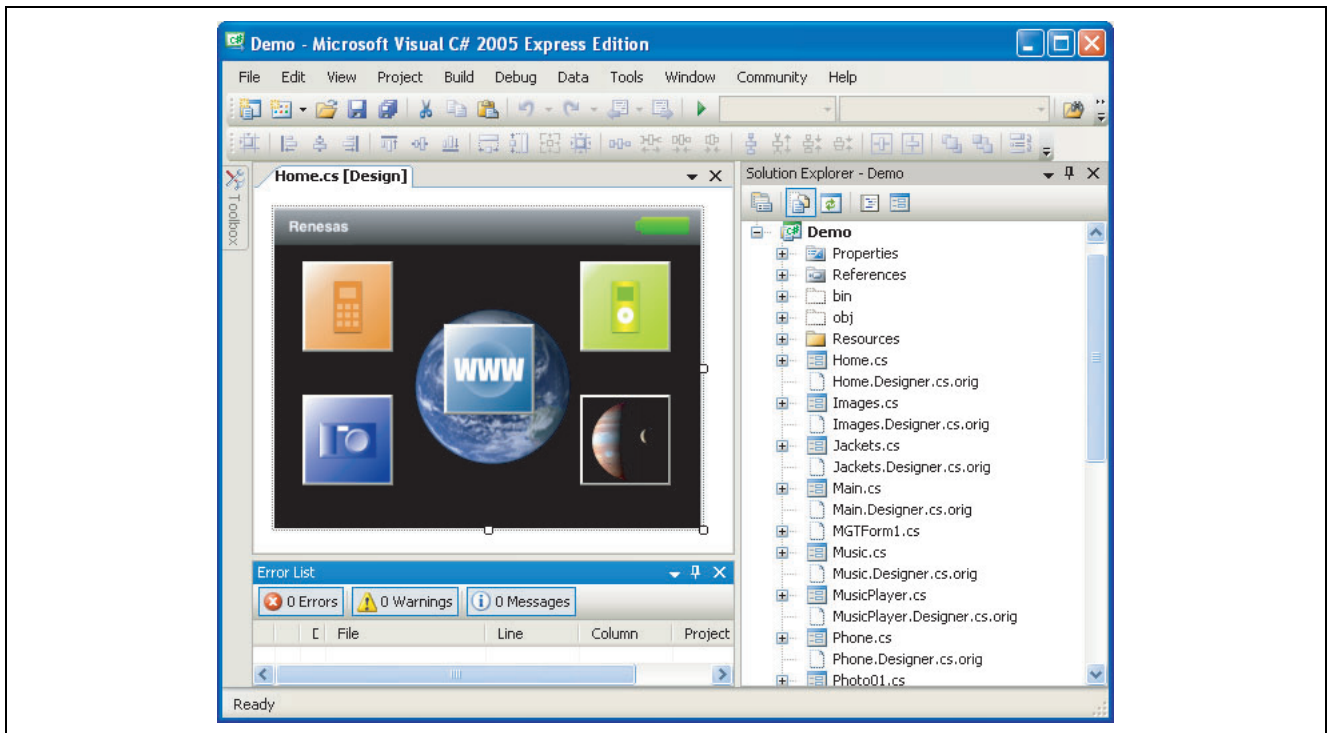 Demo - Microsoft Visual C# 2005 Express Edition
File Edit View Project Build Debug Data Tools Window Community Help
Toolbox
Home.cs [Design]
Renesas
WWW
Error List
0 Errors 0 Warnings 0 Messages
File Line Column Project
Solution Explorer - Demo
Demo
Properties
References
bin
obj
Resources
Home.cs
Home.Designer.cs.orig
Images.cs
Images.Designer.cs.orig
Jackets.cs
Jackets.Designer.cs.orig
Main.cs
Main.Designer.cs.orig
MGTForm1.cs
Music.cs
Music.Designer.cs.orig
MusicPlayer.cs
MusicPlayer.Designer.cs.orig
Phone.cs
Phone.Designer.cs.orig
Photo01.cs
Ready